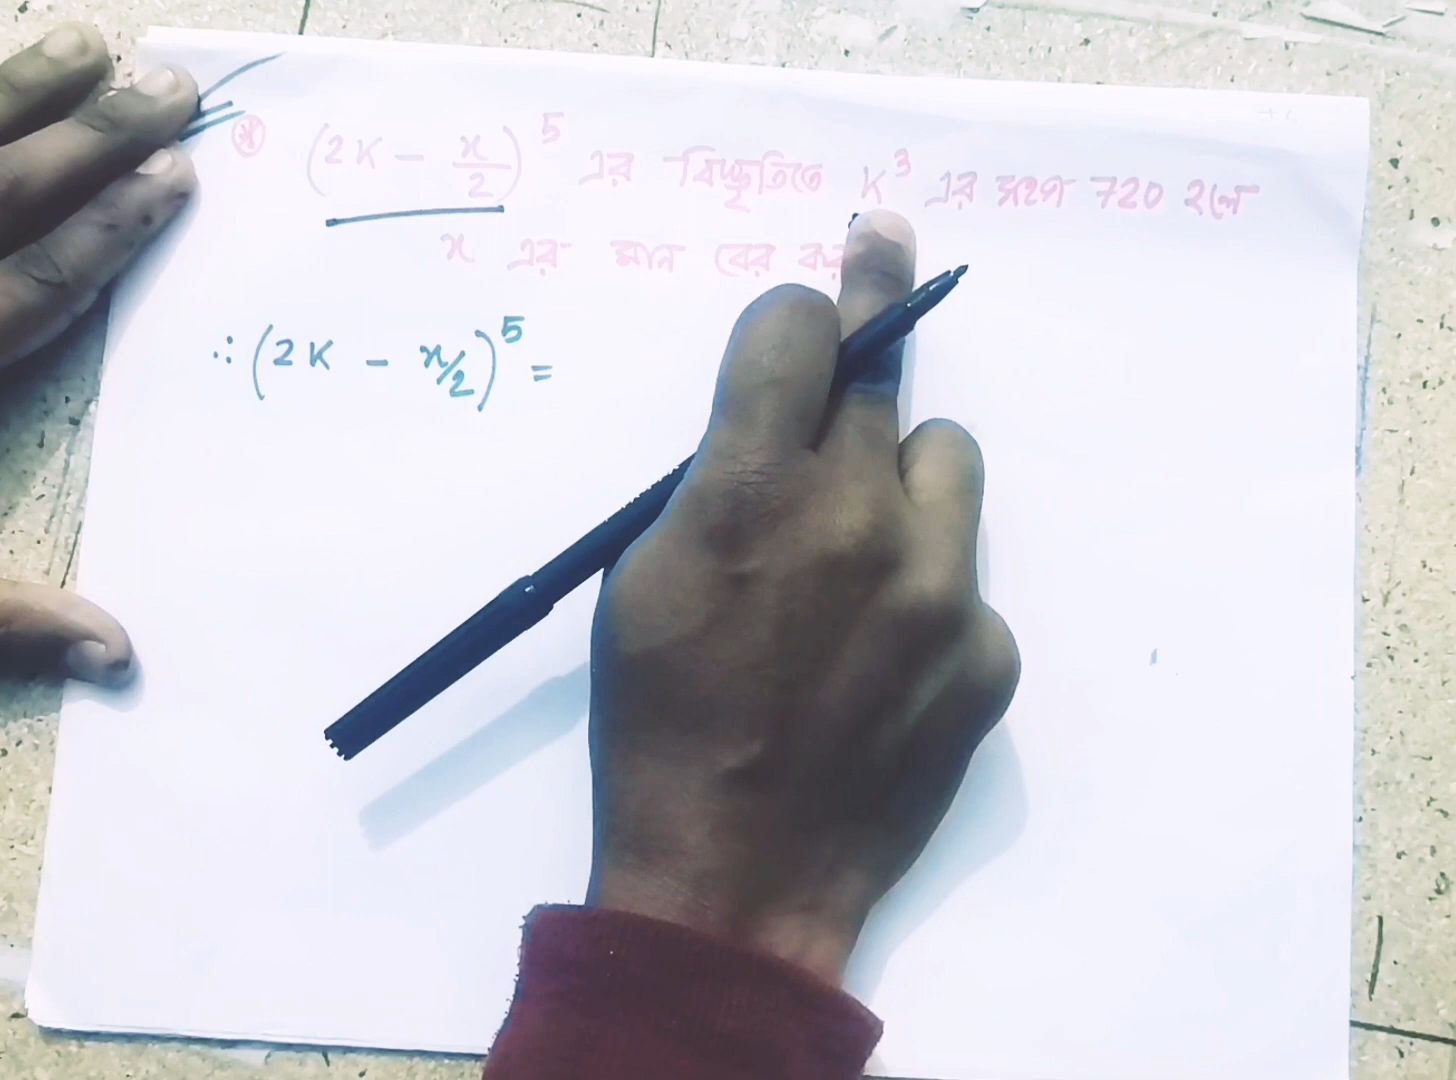 (2K - x/2)^5 এর বিস্তৃতিতে K^3 এর সহগ 720 হলে
x এর মান বের কর
∴ (2K - x/2)^5 =